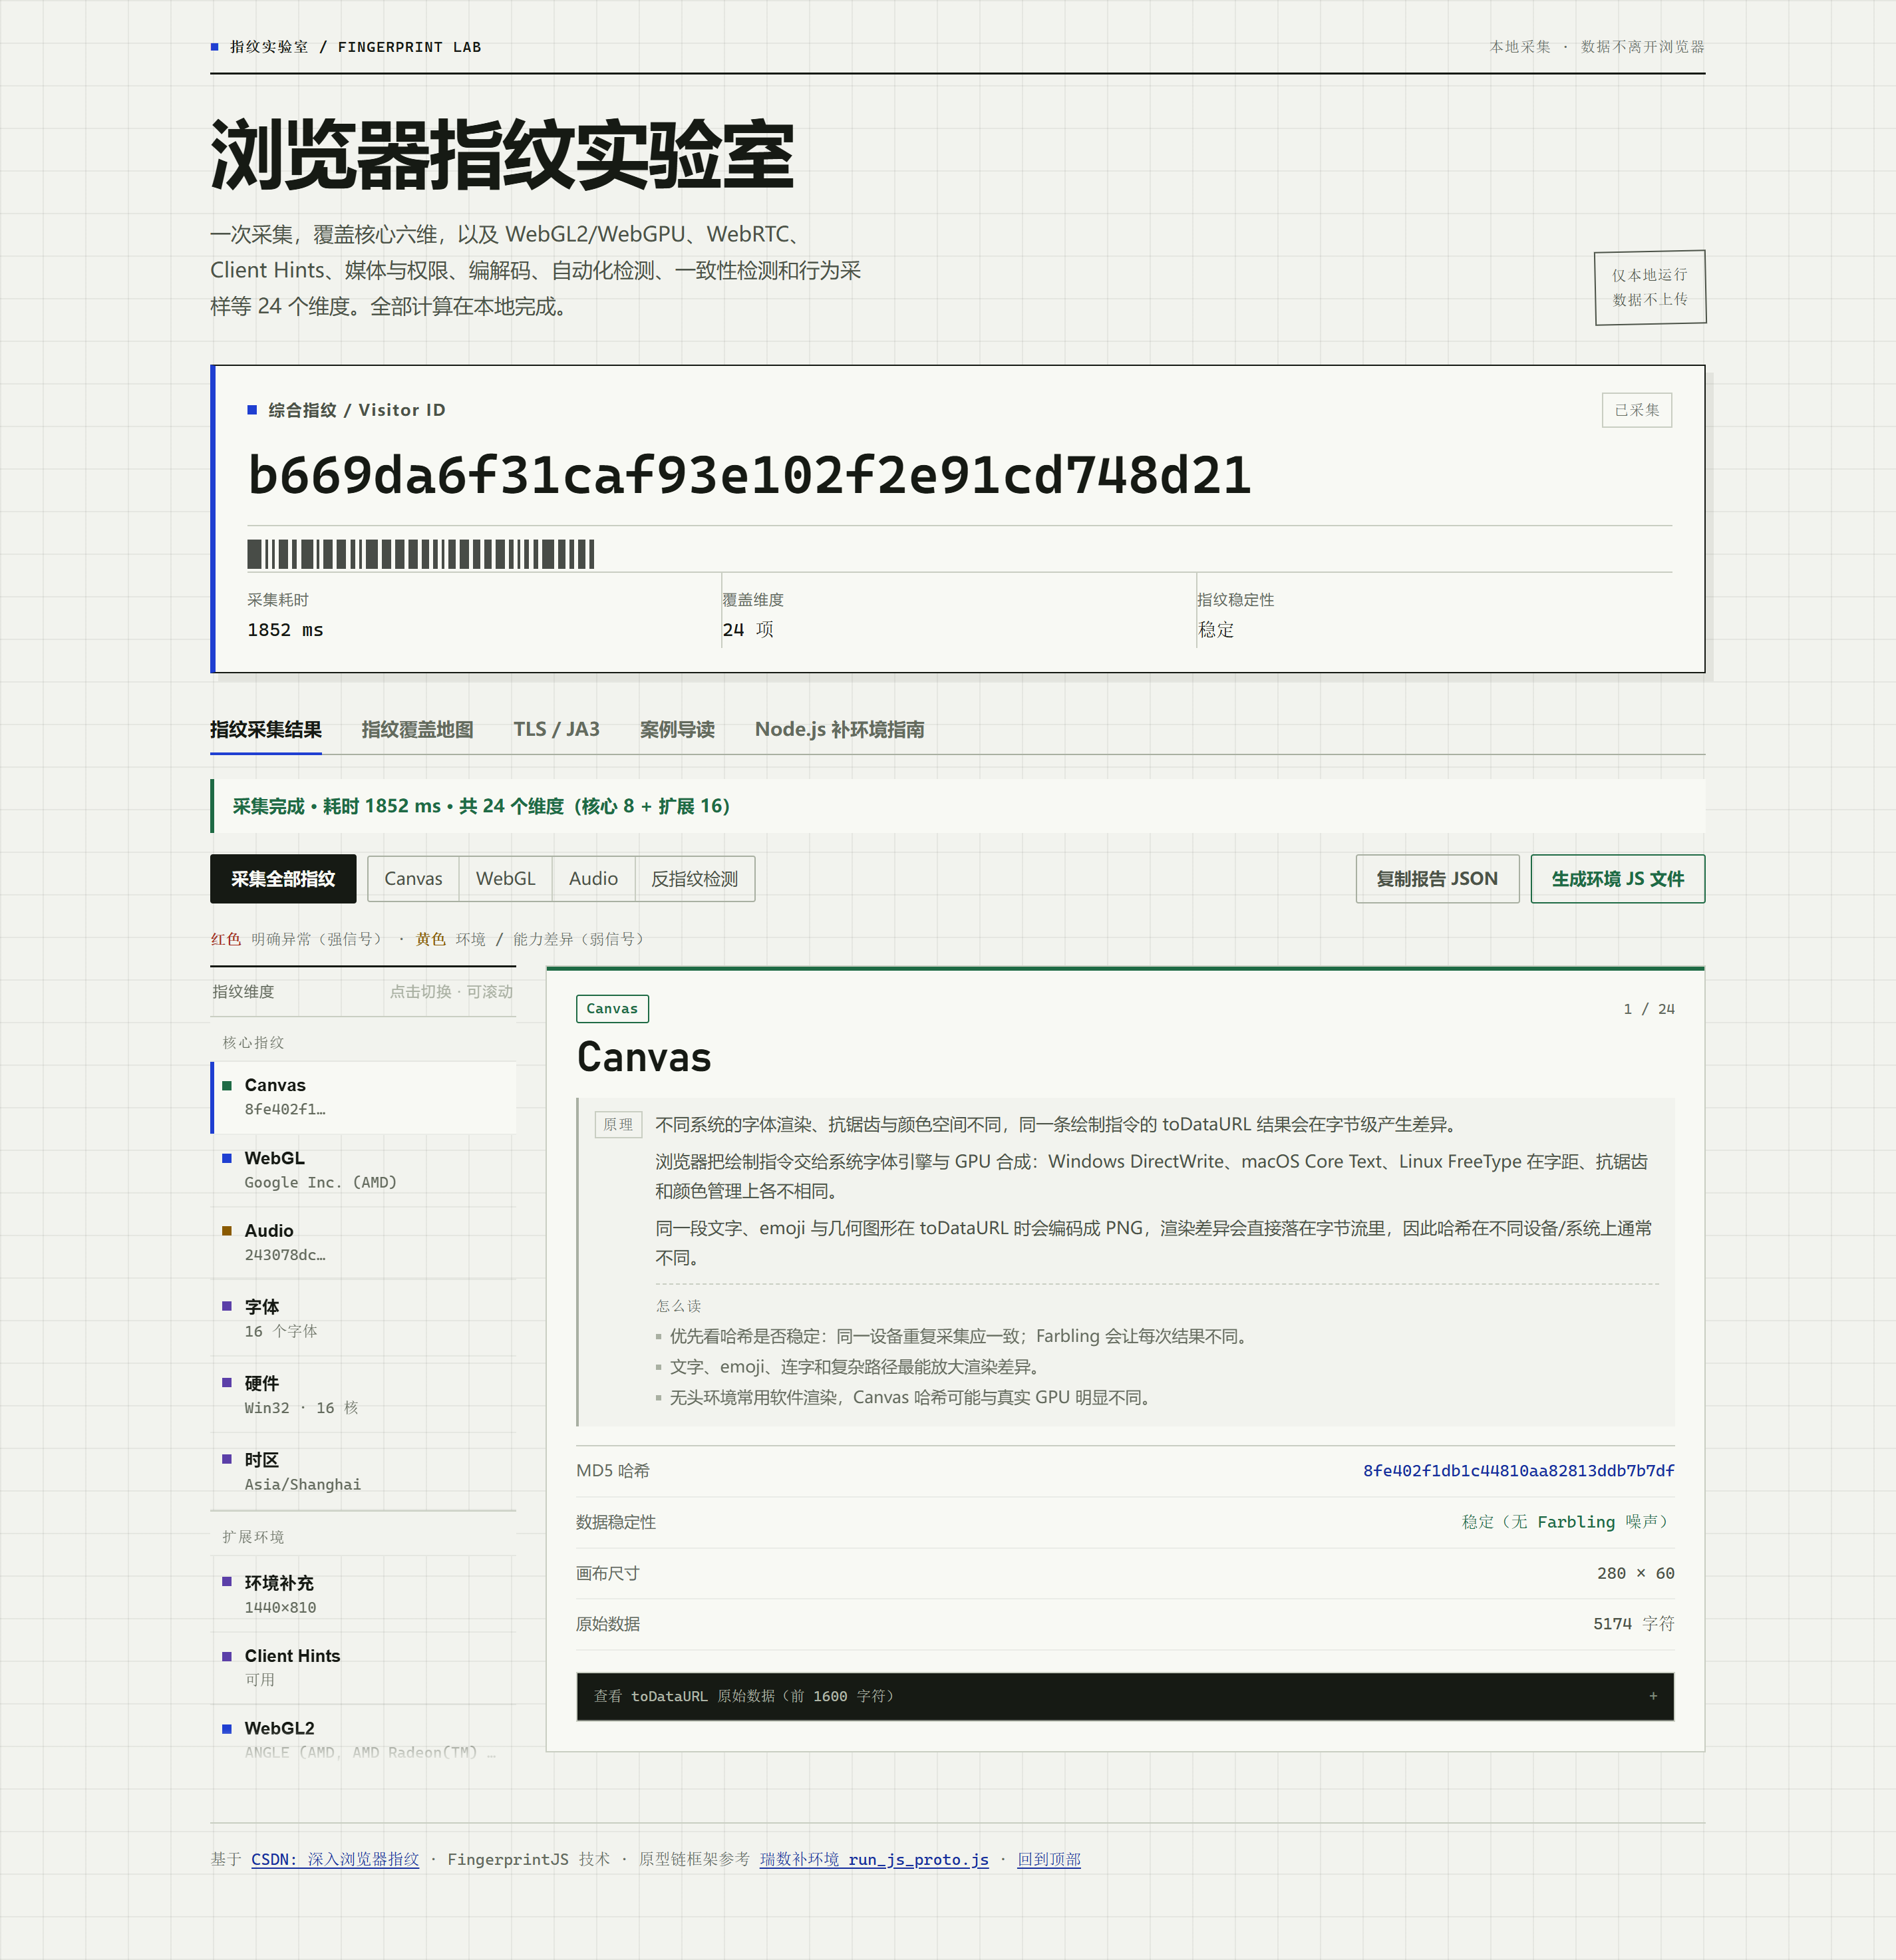 指纹实验室 / FINGERPRINT LAB
本地采集 · 数据不离开浏览器
浏览器指纹实验室
一次采集，覆盖核心六维，以及 WebGL2/WebGPU、WebRTC、
Client Hints、媒体与权限、编解码、自动化检测、一致性检测和行为采
样等 24 个维度。全部计算在本地完成。
仅本地运行
数据不上传
综合指纹 / Visitor ID
已采集
b669da6f31caf93e102f2e91cd748d21
采集耗时
1852 ms
覆盖维度
24 项
指纹稳定性
稳定
指纹采集结果
指纹覆盖地图
TLS / JA3
案例导读
Node.js 补环境指南
采集完成 • 耗时 1852 ms • 共 24 个维度（核心 8 + 扩展 16）
采集全部指纹
Canvas
WebGL
Audio
反指纹检测
复制报告 JSON
生成环境 JS 文件
红色 明确异常（强信号） · 黄色 环境 / 能力差异（弱信号）
指纹维度
点击切换 · 可滚动
核心指纹
Canvas
8fe402f1…
WebGL
Google Inc. (AMD)
Audio
243078dc…
字体
16 个字体
硬件
Win32 · 16 核
时区
Asia/Shanghai
扩展环境
环境补充
1440×810
Client Hints
可用
WebGL2
ANGLE (AMD, AMD Radeon(TM) …
Canvas
1 / 24
Canvas
原理
不同系统的字体渲染、抗锯齿与颜色空间不同，同一条绘制指令的 toDataURL 结果会在字节级产生差异。
浏览器把绘制指令交给系统字体引擎与 GPU 合成：Windows DirectWrite、macOS Core Text、Linux FreeType 在字距、抗锯齿
和颜色管理上各不相同。
同一段文字、emoji 与几何图形在 toDataURL 时会编码成 PNG，渲染差异会直接落在字节流里，因此哈希在不同设备/系统上通常
不同。
怎么读
优先看哈希是否稳定：同一设备重复采集应一致；Farbling 会让每次结果不同。
文字、emoji、连字和复杂路径最能放大渲染差异。
无头环境常用软件渲染，Canvas 哈希可能与真实 GPU 明显不同。
MD5 哈希
8fe402f1db1c44810aa82813ddb7b7df
数据稳定性
稳定（无 Farbling 噪声）
画布尺寸
280 × 60
原始数据
5174 字符
查看 toDataURL 原始数据（前 1600 字符）
+
基于 CSDN: 深入浏览器指纹 · FingerprintJS 技术 · 原型链框架参考 瑞数补环境 run_js_proto.js · 回到顶部